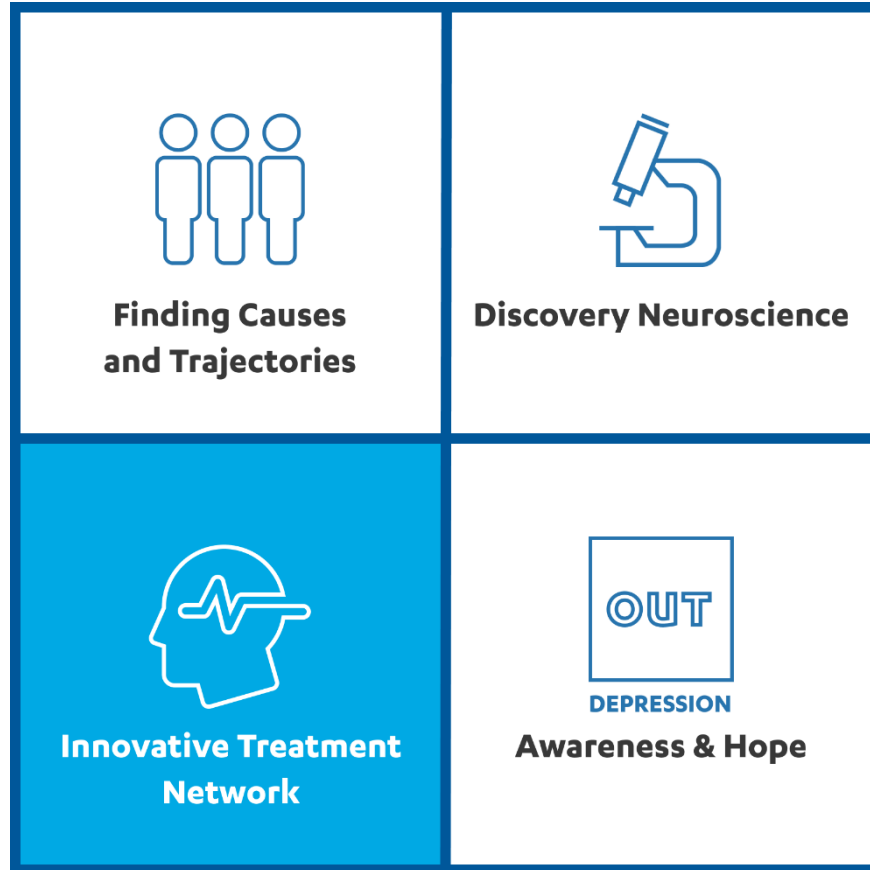 Finding Causes
and Trajectories
Discovery Neuroscience
Innovative Treatment
Network
OUT
DEPRESSION
Awareness & Hope